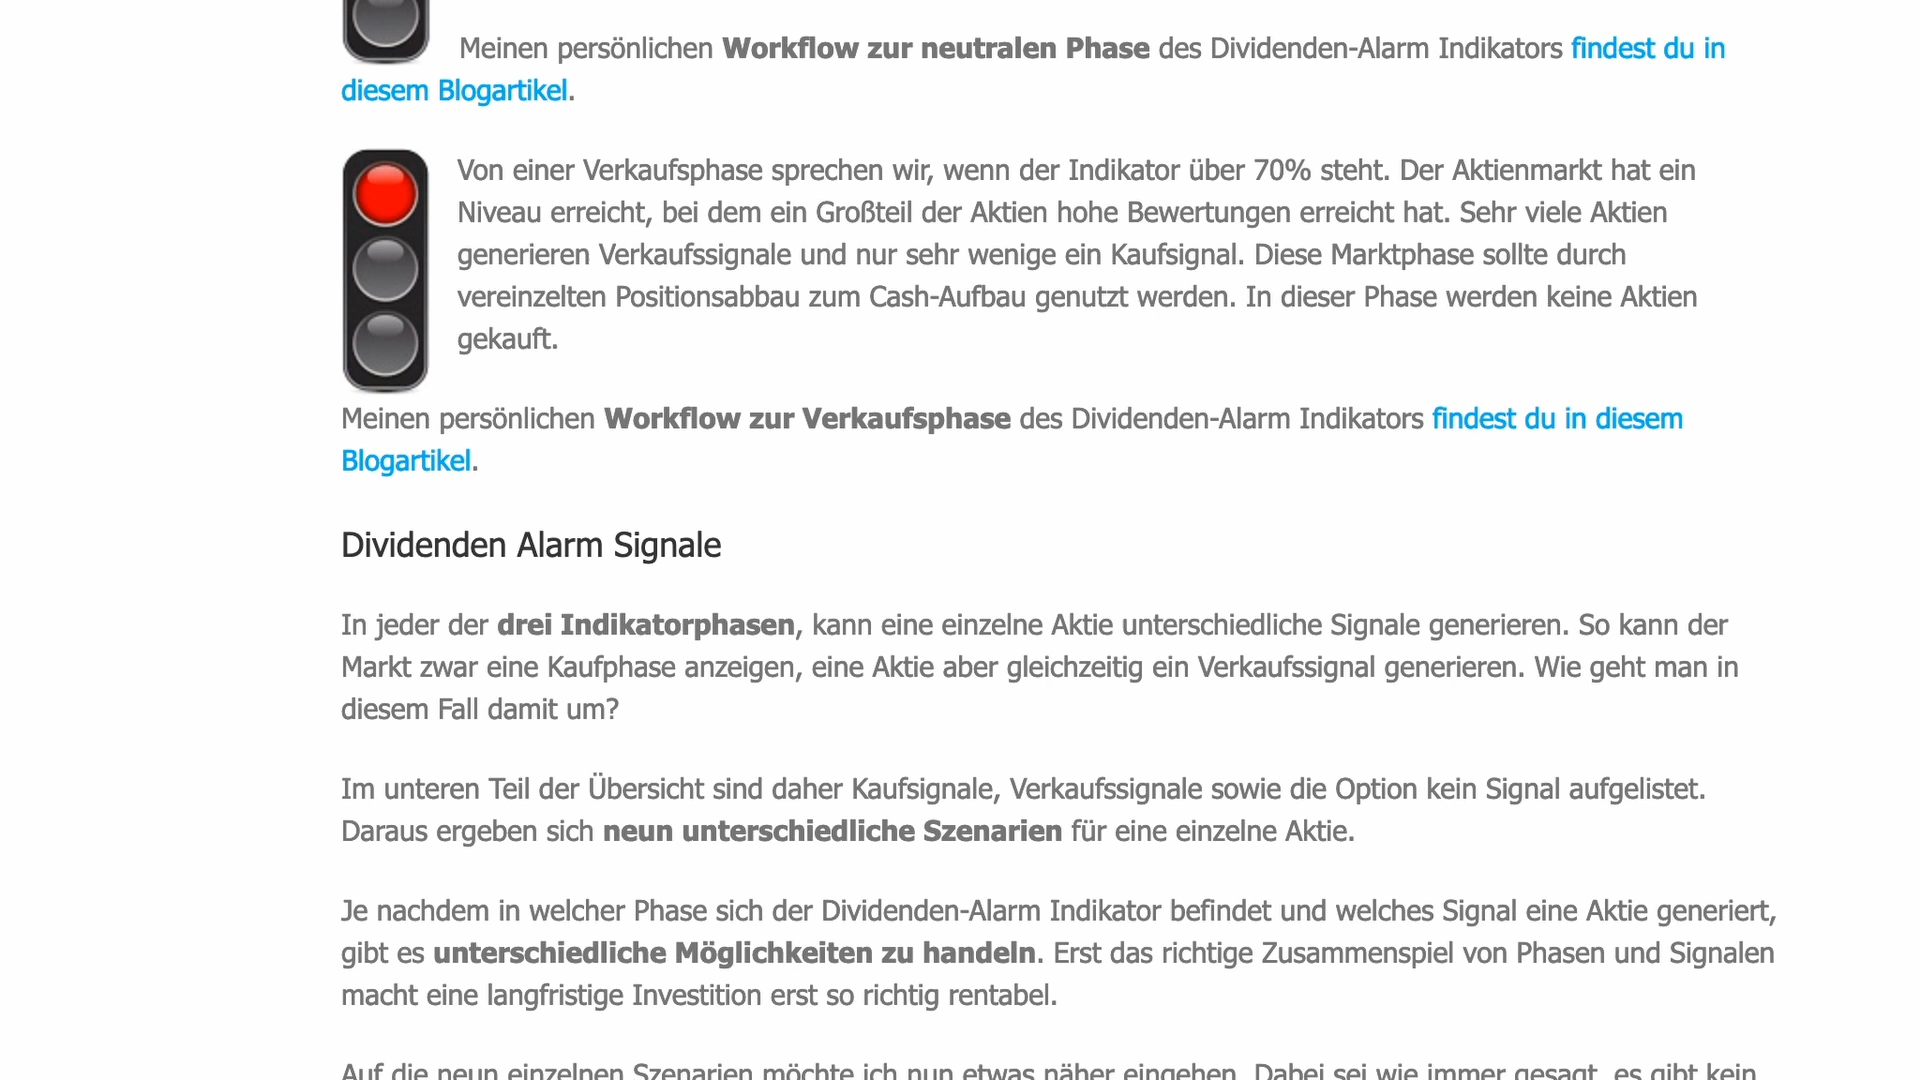 Meinen persönlichen Workflow zur neutralen Phase des Dividenden-Alarm Indikators findest du in
diesem Blogartikel.
Von einer Verkaufsphase sprechen wir, wenn der Indikator über 70% steht. Der Aktienmarkt hat ein
Niveau erreicht, bei dem ein Großteil der Aktien hohe Bewertungen erreicht hat. Sehr viele Aktien
generieren Verkaufssignale und nur sehr wenige ein Kaufsignal. Diese Marktphase sollte durch
vereinzelten Positionsabbau zum Cash-Aufbau genutzt werden. In dieser Phase werden keine Aktien
gekauft.
Meinen persönlichen Workflow zur Verkaufsphase des Dividenden-Alarm Indikators findest du in diesem
Blogartikel.
Dividenden Alarm Signale
In jeder der drei Indikatorphasen, kann eine einzelne Aktie unterschiedliche Signale generieren. So kann der
Markt zwar eine Kaufphase anzeigen, eine Aktie aber gleichzeitig ein Verkaufssignal generieren. Wie geht man in
diesem Fall damit um?
Im unteren Teil der Übersicht sind daher Kaufsignale, Verkaufssignale sowie die Option kein Signal aufgelistet.
Daraus ergeben sich neun unterschiedliche Szenarien für eine einzelne Aktie.
Je nachdem in welcher Phase sich der Dividenden-Alarm Indikator befindet und welches Signal eine Aktie generiert,
gibt es unterschiedliche Möglichkeiten zu handeln. Erst das richtige Zusammenspiel von Phasen und Signalen
macht eine langfristige Investition erst so richtig rentabel.
Auf die neun einzelnen Szenarien möchte ich nun etwas näher eingehen. Dabei sei wie immer gesagt, es gibt kein